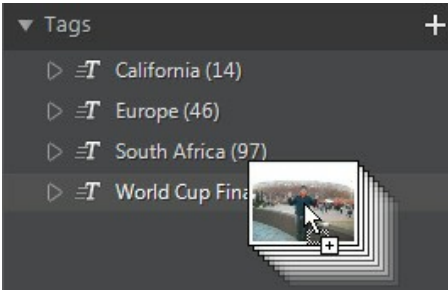 Tags
California (14)
Europe (46)
South Africa (97)
World Cup